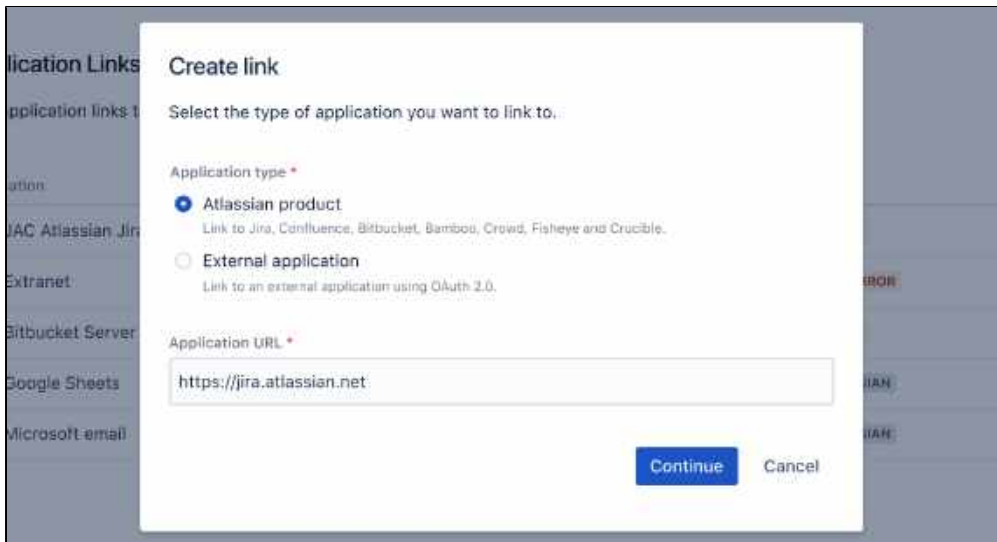 lication Links
pplication links t
ation
JAC Atlassian Jira
Extranet
Bitbucket Server
Google Sheets
Microsoft email
Create link
Select the type of application you want to link to.
Application type *
Atlassian product
Link to Jira, Confluence, Bitbucket, Bamboo, Crowd, Fisheye and Crucible.
External application
Link to an external application using OAuth 2.0.
Application URL *
https://jira.atlassian.net
Continue
Cancel
RROR
SIAN
SIAN